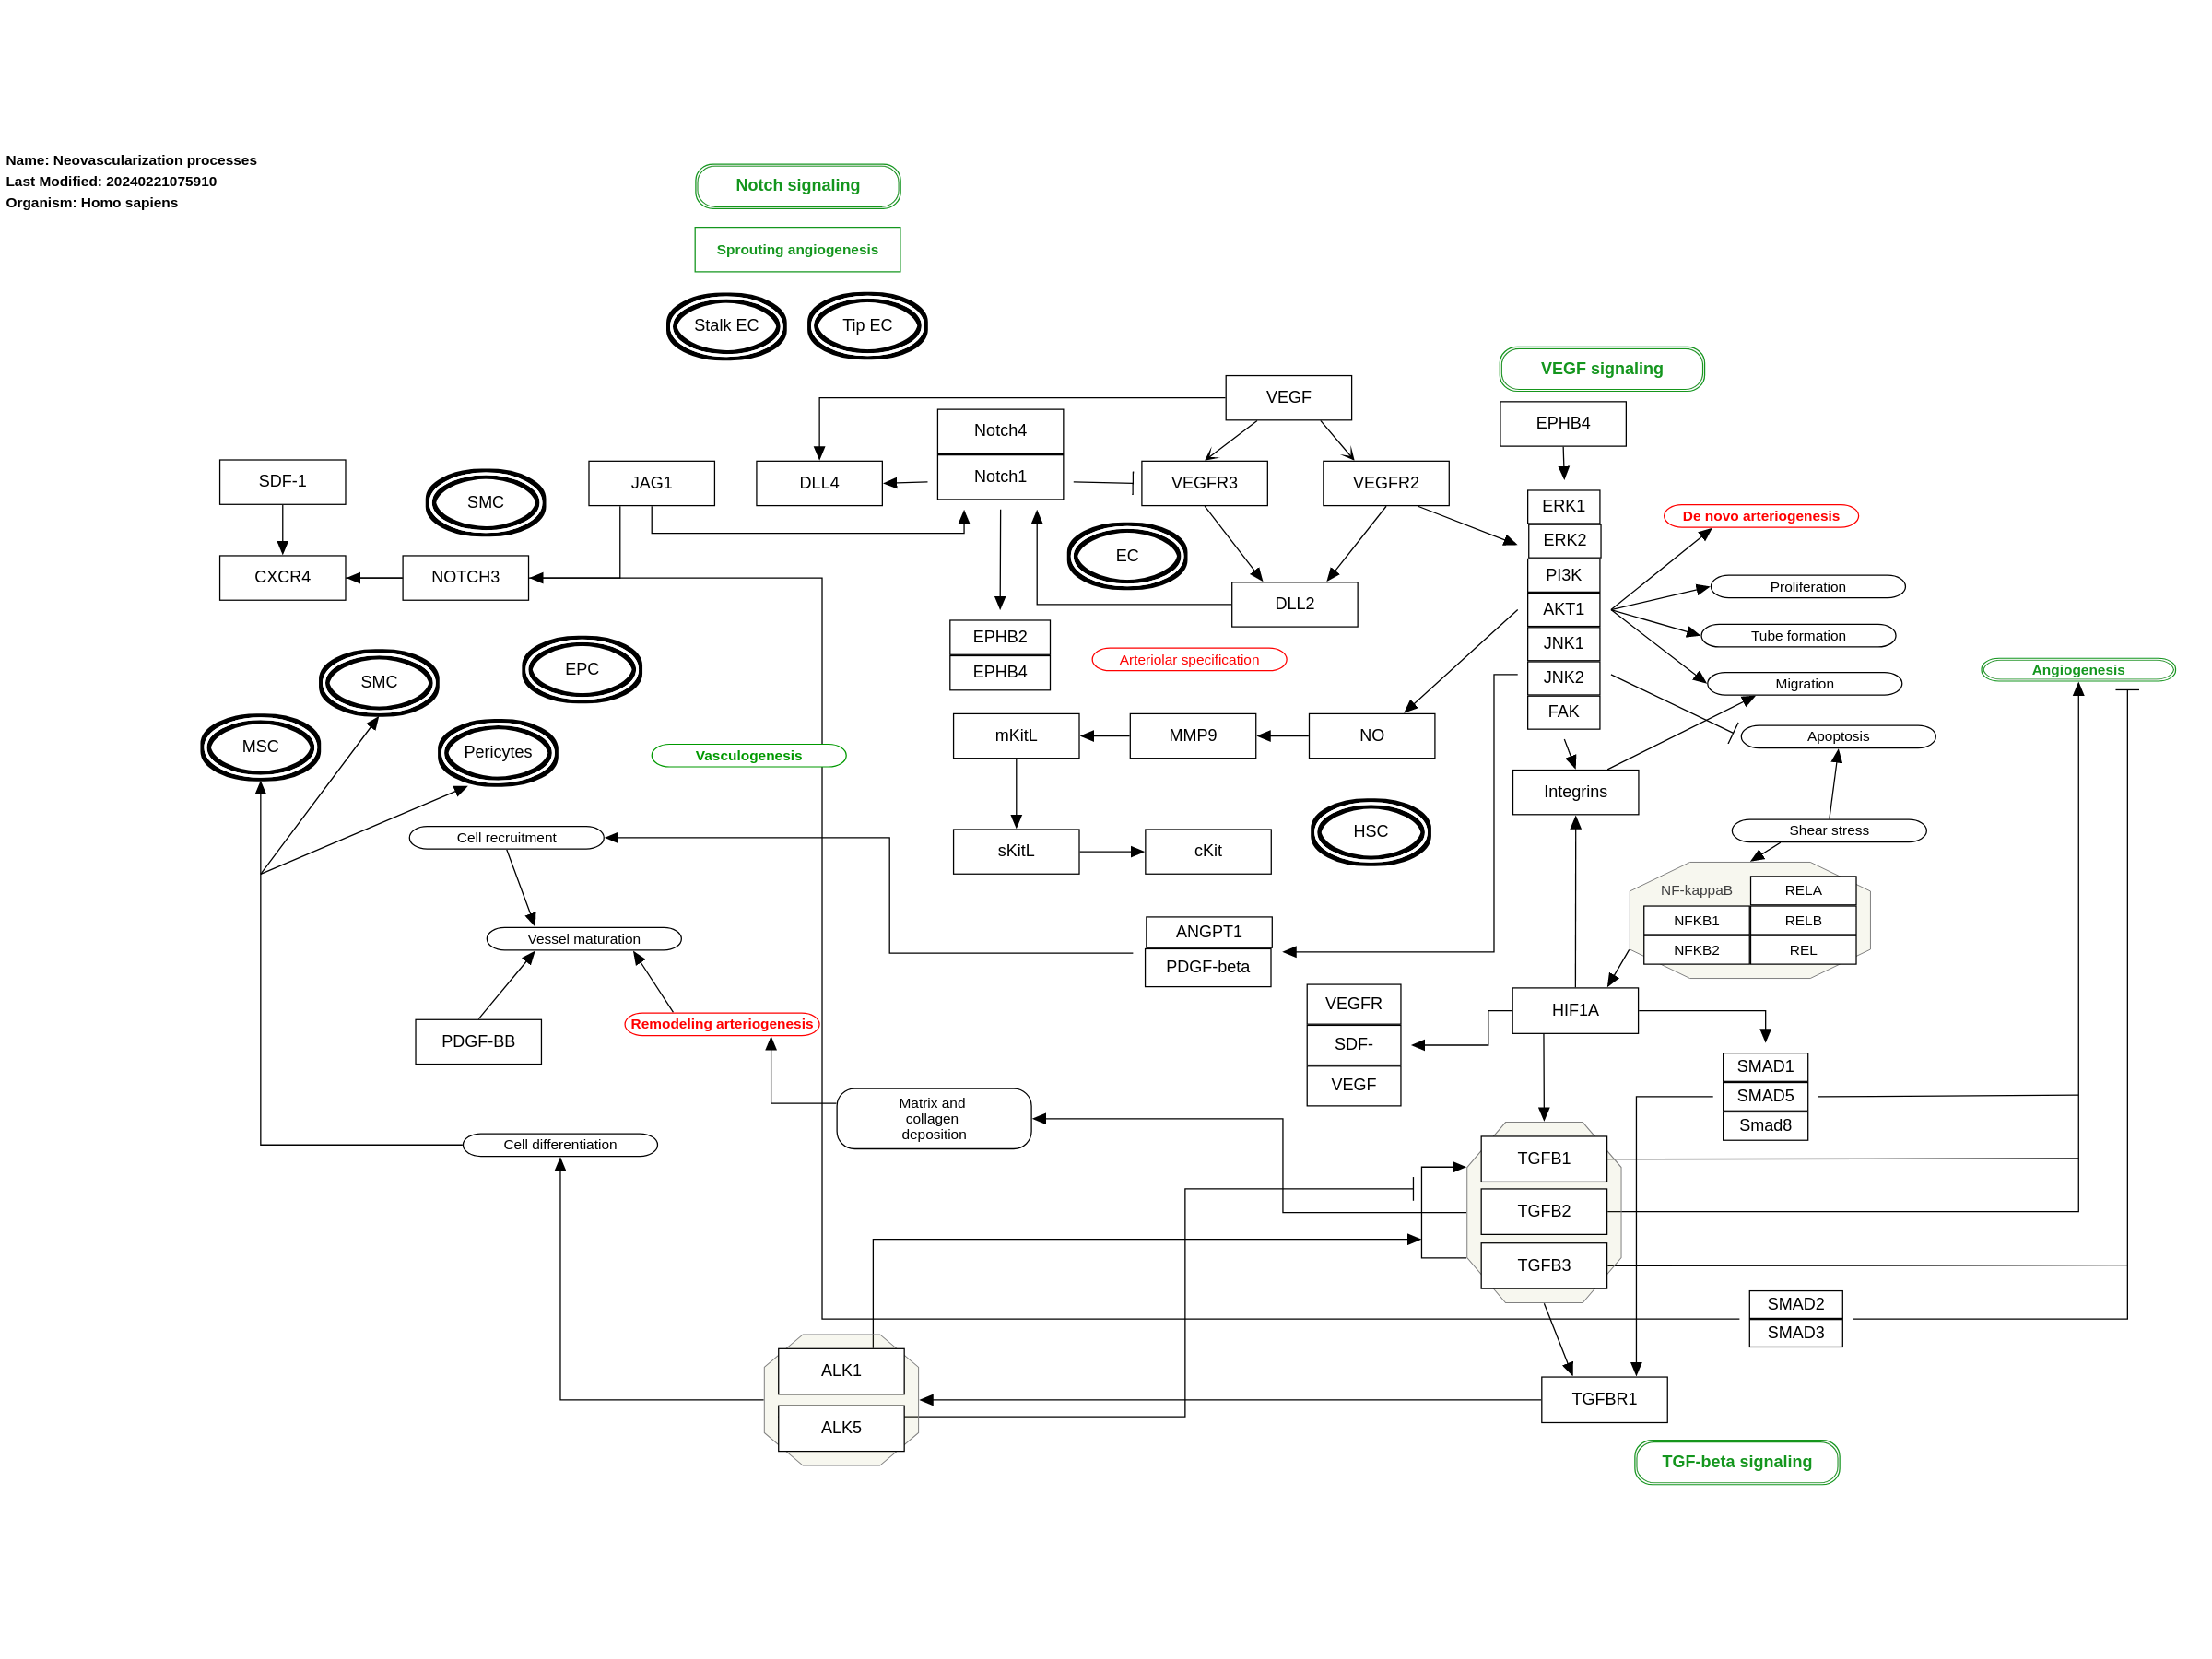 Name: Neovascularization processes
Last Modified: 20240221075910
Organism: Homo sapiens
Notch signaling
Sprouting angiogenesis
Stalk EC
Tip EC
VEGF signaling
VEGF
EPHB4
Notch4
Notch1
SDF-1
SMC
JAG1
DLL4
VEGFR3
VEGFR2
ERK1
ERK2
PI3K
AKT1
JNK1
JNK2
FAK
De novo arteriogenesis
EC
CXCR4
NOTCH3
DLL2
Proliferation
Tube formation
EPHB2
EPHB4
Arteriolar specification
Migration
Angiogenesis
SMC
EPC
MSC
Pericytes
Vasculogenesis
mKitL
MMP9
NO
Apoptosis
Integrins
HSC
Shear stress
Cell recruitment
sKitL
cKit
NF-kappaB
RELA
NFKB1
RELB
NFKB2
REL
Vessel maturation
ANGPT1
PDGF-beta
PDGF-BB
Remodeling arteriogenesis
VEGFR
SDF-
VEGF
HIF1A
SMAD1
SMAD5
Smad8
Matrix and
collagen
deposition
Cell differentiation
TGFB1
TGFB2
TGFB3
SMAD2
SMAD3
ALK1
ALK5
TGFBR1
TGF-beta signaling